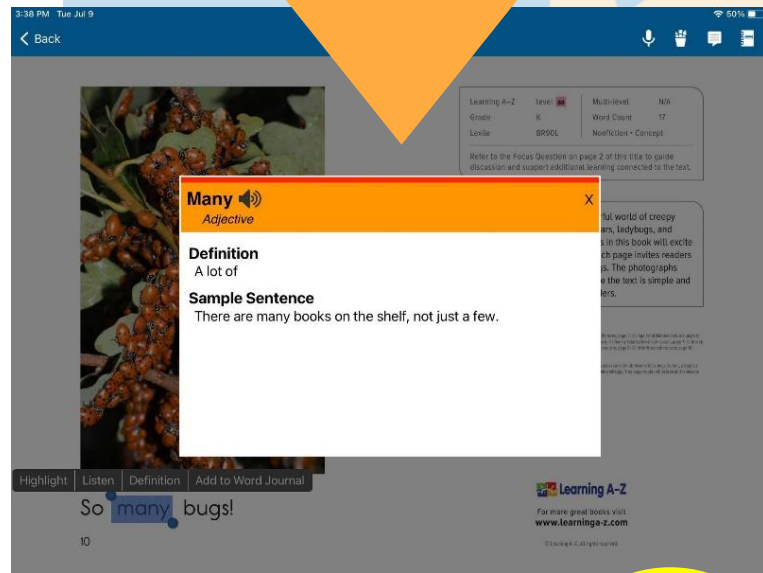 3:38 PM Tue Jul 9
50%
Back
Learning A-Z level aa Multi-level N/A
Grade K Word Count 17
Lexile BR90L Nonfiction • Concept
Refer to the Focus Question on page 2 of this title to guide
discussion and support additional learning connected to the text.
Many
Adjective
X
Definition
A lot of
Sample Sentence
There are many books on the shelf, not just a few.
ful world of creepy
ars, ladybugs, and
s in this book will excite
ch page invites readers
gs. The photographs
e the text is simple and
ers.
Highlight Listen Definition Add to Word Journal
So many bugs!
10
Learning A-Z
For more great books visit
www.learninga-z.com